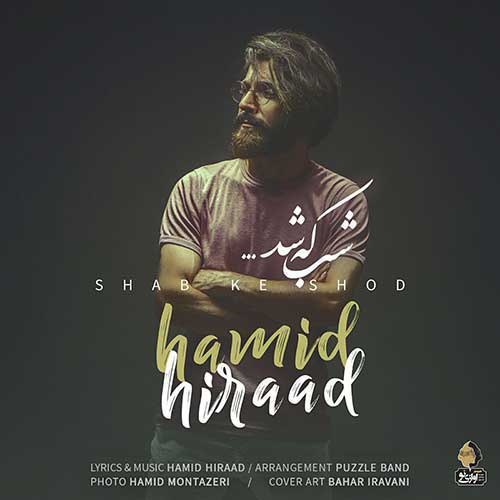 شب که شد ...
SHAB KE SHOD
hamid
hiraad
LYRICS & MUSIC HAMID HIRAAD / ARRANGEMENT PUZZLE BAND
PHOTO HAMID MONTAZERI / COVER ART BAHAR IRAVANI